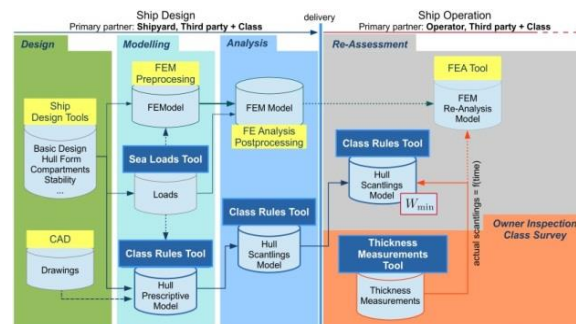 Ship Design
Primary partner: Shipyard, Third party + Class
delivery
Ship Operation
Primary partner: Operator, Third party + Class
Design
Modelling
Analysis
Re-Assessment
Ship
Design Tools
Basic Design
Hull Form
Compartments
Stability
...
CAD
Drawings
FEM
Preprocesing
FEModel
Sea Loads Tool
Loads
Class Rules Tool
Hull
Prescriptive
Model
FEM Model
FE Analysis
Postprocessing
Class Rules Tool
Hull
Scantlings
Model
FEA Tool
FEM
Re-Analysis
Model
Class Rules Tool
Hull
Scantlings
Model
Wmin
actual scantlings = f(time)
Owner Inspection
Class Survey
Thickness
Measurements
Tool
Thickness
Measurements